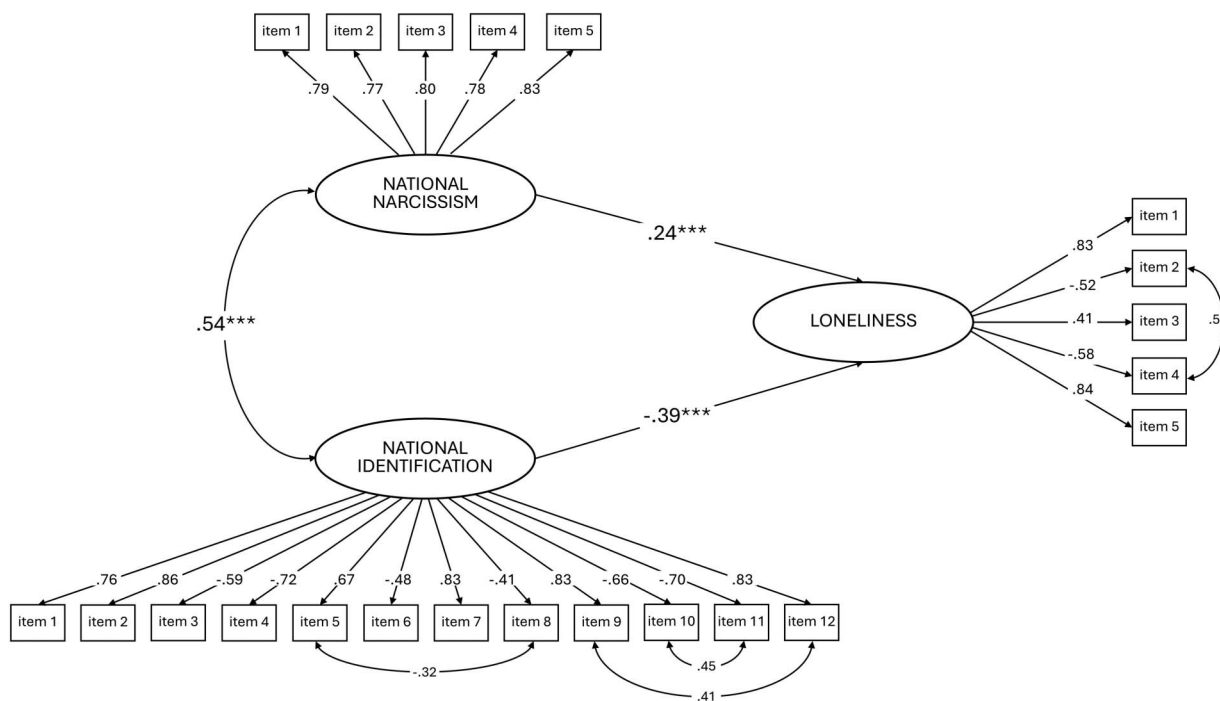 item 1
item 2
item 3
item 4
item 5
.79
.77
.80
.78
.83
NATIONAL
NARCISSISM
.24***
.54***
LONELINESS
item 1
item 2
item 3
item 4
item 5
.83
-.52
.41
-.58
.84
-.39***
NATIONAL
IDENTIFICATION
.76
.86
-.59
-.72
.67
-.48
.83
-.41
.83
-.66
-.70
.83
item 1
item 2
item 3
item 4
item 5
item 6
item 7
item 8
item 9
item 10
item 11
item 12
-.32
.45
.41